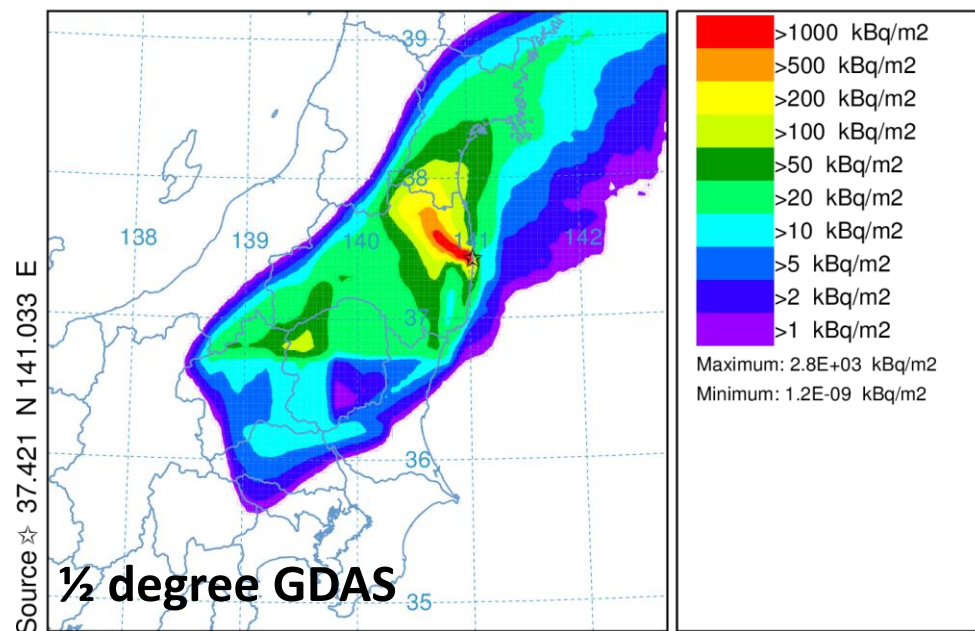 Source ☆ 37.421 N 141.033 E
39
38
138
139
140
141
142
37
36
35
½ degree GDAS
>1000 kBq/m2
>500 kBq/m2
>200 kBq/m2
>100 kBq/m2
>50 kBq/m2
>20 kBq/m2
>10 kBq/m2
>5 kBq/m2
>2 kBq/m2
>1 kBq/m2
Maximum: 2.8E+03 kBq/m2
Minimum: 1.2E-09 kBq/m2